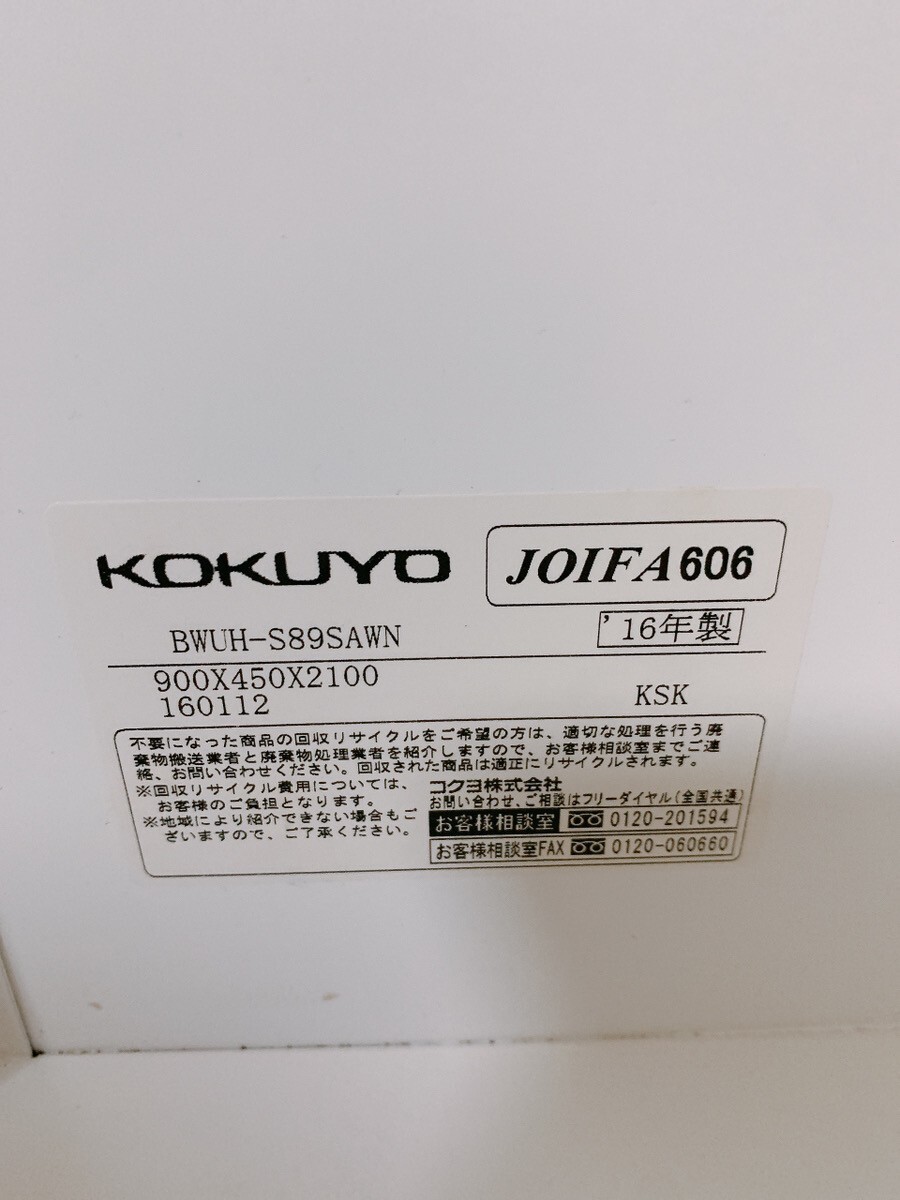 KOKUYO JOIFA606
BWUH-S89SAWN '16年製
900X450X2100
160112 KSK
不要になった商品の回収リサイクルをご希望の方は、適切な処理を行う廃
棄物搬送業者と廃棄物処理業者を紹介しますので、お客様相談室までご連
絡、お問い合わせください。回収された商品は適正にリサイクルされます。
※回収リサイクル費用については、
お客様のご負担となります。
※地域により紹介できない場合もご
ざいますので、ご了承ください。
コクヨ株式会社
お問い合わせ、ご相談はフリーダイヤル(全国共通)
お客様相談室 0120-201594
お客様相談室FAX 0120-060660